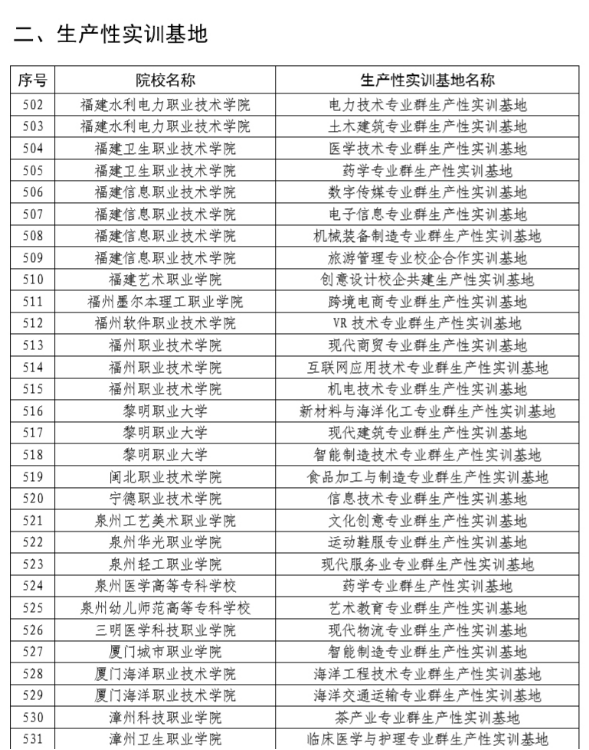 二、生产性实训基地
序号 院校名称 生产性实训基地名称
502 福建水利电力职业技术学院 电力技术专业群生产性实训基地
503 福建水利电力职业技术学院 土木建筑专业群生产性实训基地
504 福建卫生职业技术学院 医学技术专业群生产性实训基地
505 福建卫生职业技术学院 药学专业群生产性实训基地
506 福建信息职业技术学院 数字传媒专业群生产性实训基地
507 福建信息职业技术学院 电子信息专业群生产性实训基地
508 福建信息职业技术学院 机械装备制造专业群生产性实训基地
509 福建信息职业技术学院 旅游管理专业校企合作实训基地
510 福建艺术职业学院 创意设计校企共建生产性实训基地
511 福州墨尔本理工职业学院 跨境电商专业群生产性实训基地
512 福州软件职业技术学院 VR技术专业群生产性实训基地
513 福州职业技术学院 现代商贸专业群生产性实训基地
514 福州职业技术学院 互联网应用技术专业群生产性实训基地
515 福州职业技术学院 机电技术专业群生产性实训基地
516 黎明职业大学 新材料与海洋化工专业群生产性实训基地
517 黎明职业大学 现代建筑专业群生产性实训基地
518 黎明职业大学 智能制造技术专业群生产性实训基地
519 闽北职业技术学院 食品加工与制造专业群生产性实训基地
520 宁德职业技术学院 信息技术专业群生产性实训基地
521 泉州工艺美术职业学院 文化创意专业群生产性实训基地
522 泉州华光职业学院 运动鞋服专业群生产性实训基地
523 泉州轻工职业学院 现代服务业专业群生产性实训基地
524 泉州医学高等专科学校 药学专业群生产性实训基地
525 泉州幼儿师范高等专科学校 艺术教育专业群生产性实训基地
526 三明医学科技职业学院 现代物流专业群生产性实训基地
527 厦门城市职业学院 智能制造专业群生产性实训基地
528 厦门海洋职业技术学院 海洋工程技术专业群生产性实训基地
529 厦门海洋职业技术学院 海洋交通运输专业群生产性实训基地
530 漳州科技职业学院 茶产业专业群生产性实训基地
531 漳州卫生职业学院 临床医学与护理专业群生产性实训基地